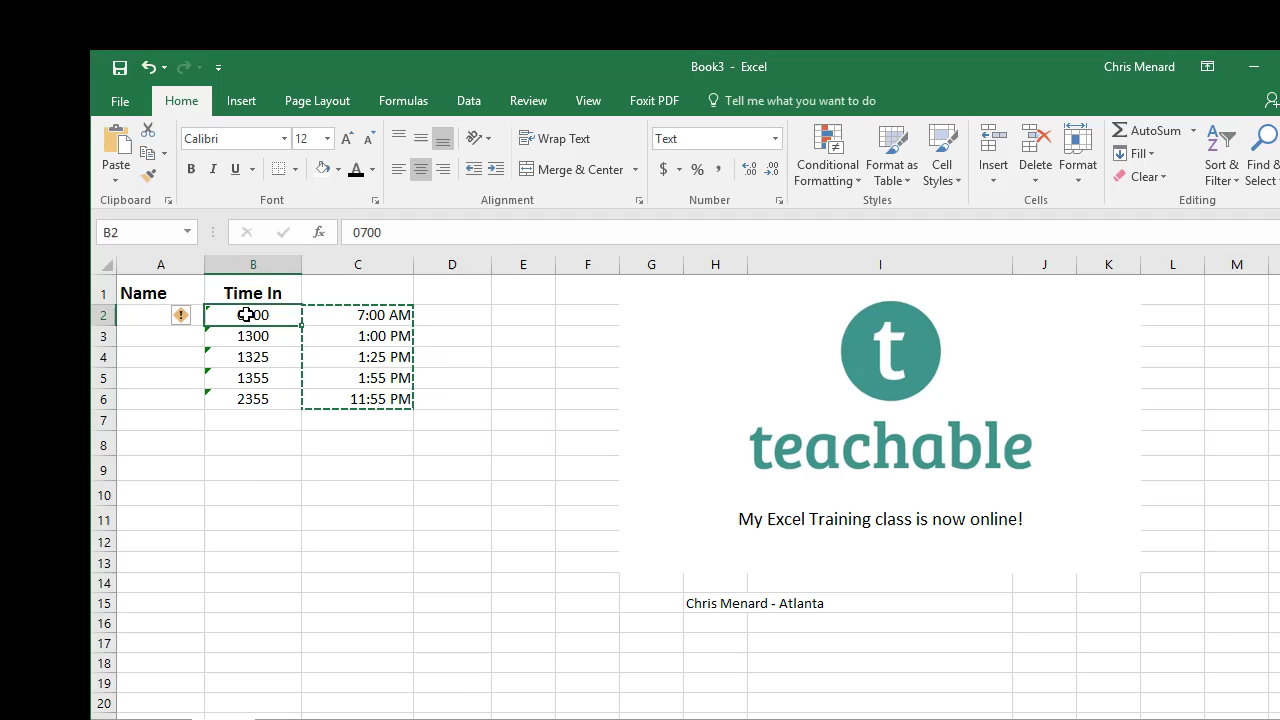 Book3 - Excel
Chris Menard
File Home Insert Page Layout Formulas Data Review View Foxit PDF Tell me what you want to do
Paste
Calibri 12
B I U A
Wrap Text
Merge & Center
Text
$ % ,
Conditional Formatting
Format as Table
Cell Styles
Insert Delete Format
AutoSum
Fill
Clear
Sort & Filter
Find &
Select
Clipboard Font Alignment Number Styles Cells Editing
B2 fx 0700
A B C D E F G H I J K L M
1 Name Time In
2 7:00 AM
3 1300 1:00 PM
4 1325 1:25 PM
5 1355 1:55 PM
6 2355 11:55 PM
7
8
9
10
11
12
13
14
15
16
17
18
19
20
t
teachable
My Excel Training class is now online!
Chris Menard - Atlanta